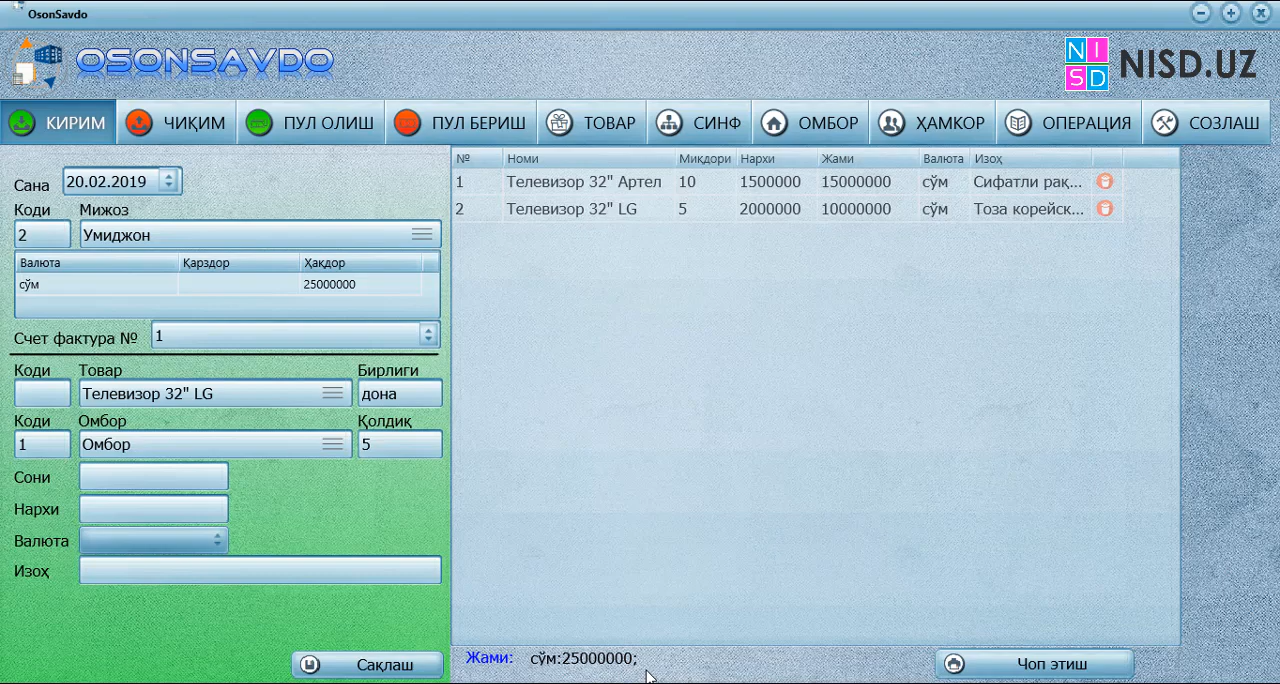 OsonSavdo
OSONSAVDO
NISD NISD.UZ
КИРИМ ЧИҚИМ ПУЛ ОЛИШ ПУЛ БЕРИШ ТОВАР СИНФ ОМБОР ҲАМКОР ОПЕРАЦИЯ СОЗЛАШ
Сана 20.02.2019
Коди Мижоз
2 Умиджон
Валюта Қарздор Ҳақдор
сўм 25000000
Счет фактура № 1
Коди Товар Бирлиги
Телевизор 32" LG дона
Коди Омбор Қолдиқ
1 Омбор 5
Сони
Нархи
Валюта
Изоҳ
Сақлаш
№ Номи Миқдори Нархи Жами Валюта Изоҳ
1 Телевизор 32" Артел 10 1500000 15000000 сўм Сифатли рақ...
2 Телевизор 32" LG 5 2000000 10000000 сўм Тоза корейск...
Жами: сўм:25000000;
Чоп этиш